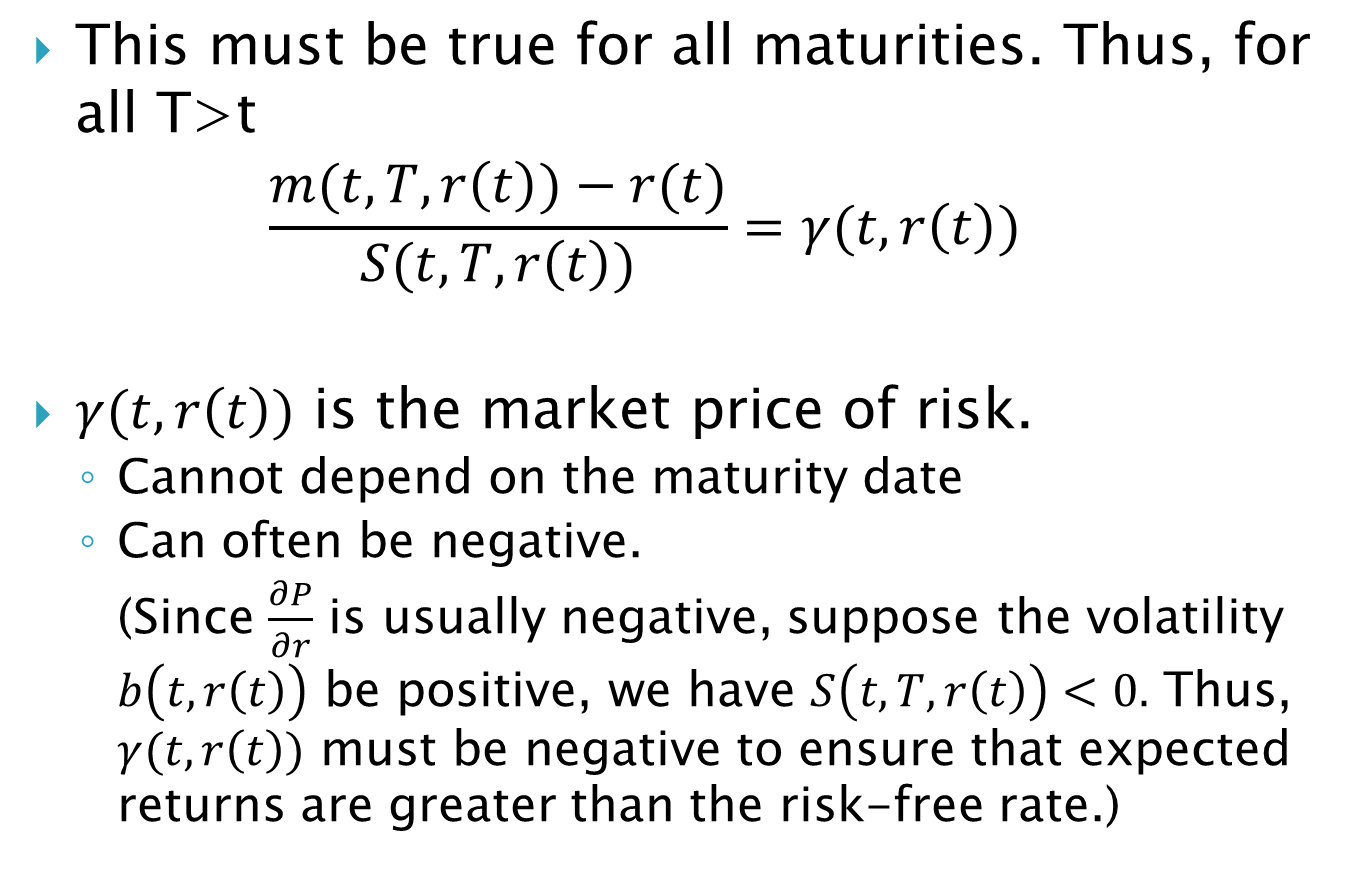 This must be true for all maturities. Thus, for
all T>t
m(t,T,r(t)) − r(t)
S(t,T,r(t))
= γ(t,r(t))
γ(t,r(t)) is the market price of risk.
Cannot depend on the maturity date
Can often be negative.
(Since ∂P/∂r is usually negative, suppose the volatility
b(t,r(t)) be positive, we have S(t,T,r(t)) < 0. Thus,
γ(t,r(t)) must be negative to ensure that expected
returns are greater than the risk-free rate.)